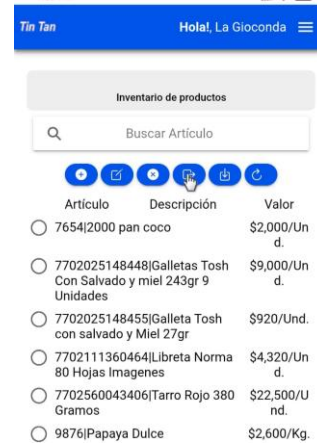 Tin Tan
Hola!, La Gioconda
Inventario de productos
Buscar Artículo
Artículo Descripción Valor
7654|2000 pan coco $2,000/Un
d.
7702025148448|Galletas Tosh $9,000/Un
Con Salvado y miel 243gr 9 d.
Unidades
7702025148455|Galleta Tosh $920/Und.
con salvado y Miel 27gr
7702111360464|Libreta Norma $4,320/Un
80 Hojas Imagenes d.
7702560043406|Tarro Rojo 380 $22,500/U
Gramos nd.
9876|Papaya Dulce $2,600/Kg.